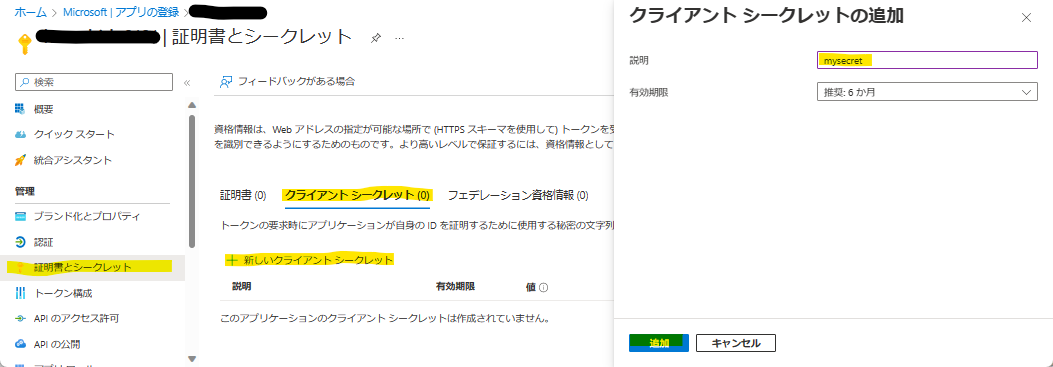 ホーム > Microsoft | アプリの登録 >
| 証明書とシークレット
検索
概要
クイック スタート
統合アシスタント
管理
ブランド化とプロパティ
認証
証明書とシークレット
トークン構成
API のアクセス許可
API の公開
フィードバックがある場合
資格情報は、Web アドレスの指定が可能な場所で (HTTPS スキーマを使用して) トークンを受
を識別できるようにするためのものです。より高いレベルで保証するには、資格情報として
証明書 (0) クライアント シークレット (0) フェデレーション資格情報 (0)
トークンの要求時にアプリケーションが自身の ID を証明するために使用する秘密の文字列
新しいクライアント シークレット
説明 有効期限 値
このアプリケーションのクライアント シークレットは作成されていません。
クライアント シークレットの追加
説明 mysecret
有効期限 推奨: 6 か月
追加 キャンセル